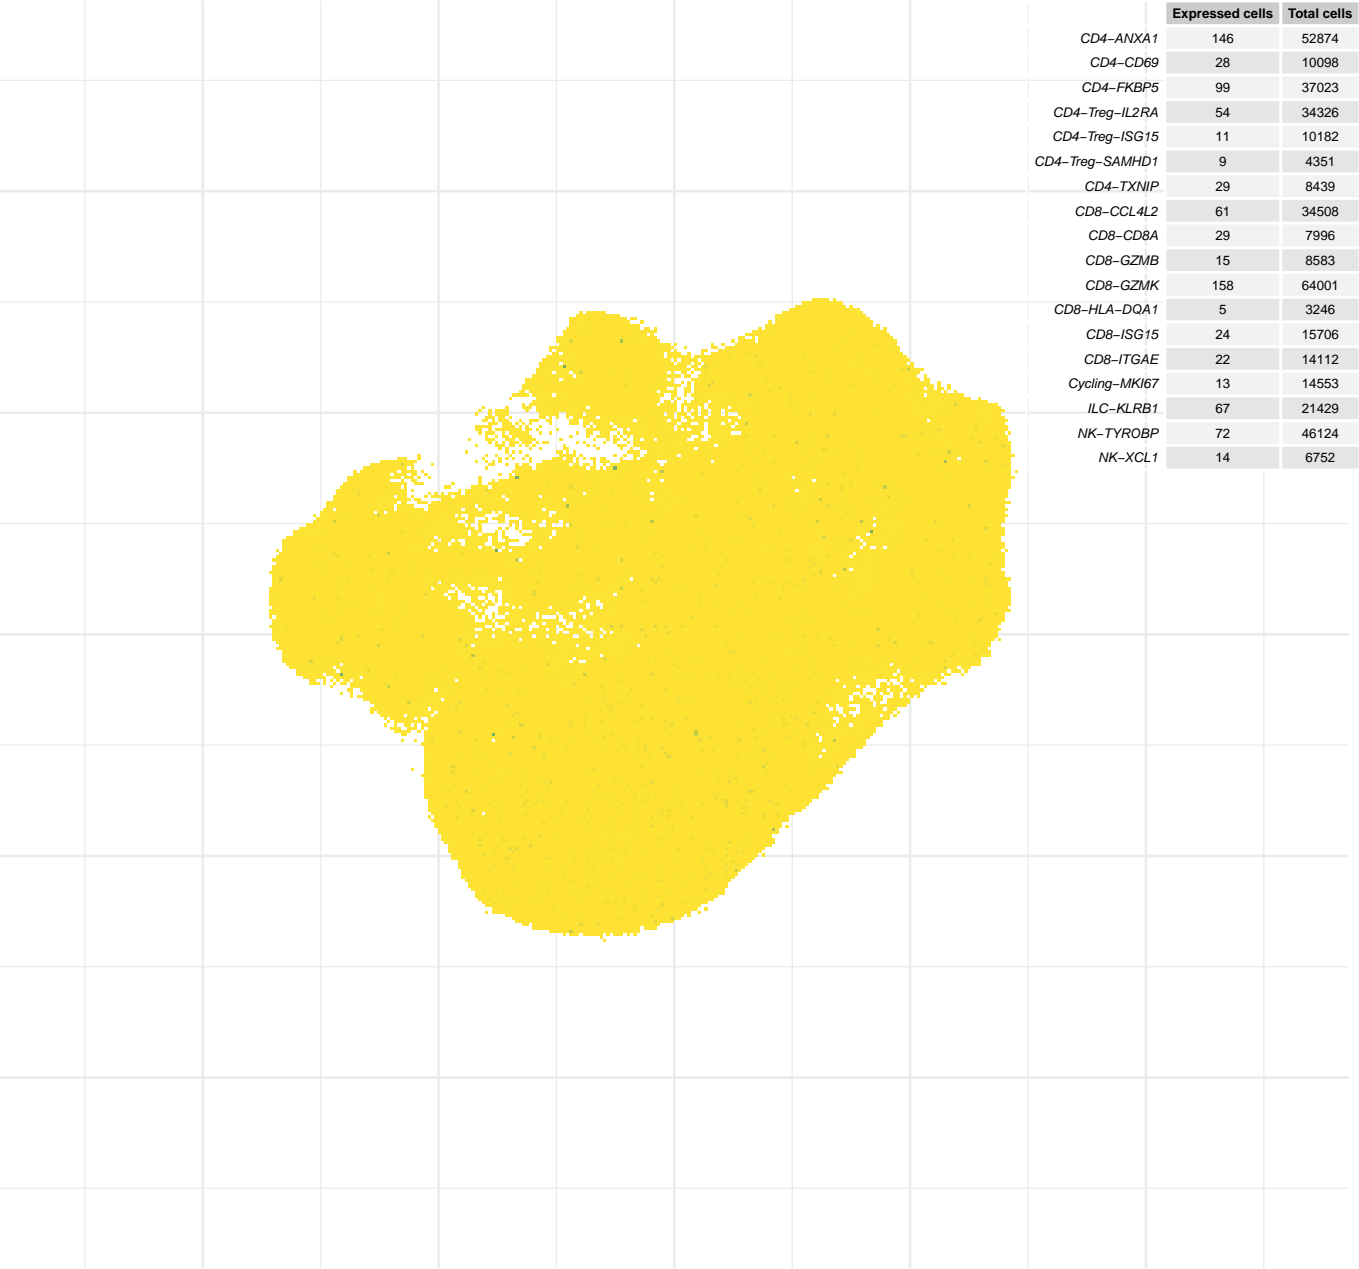 Expressed cells Total cells
CD4−ANXA1 146 52874
CD4−CD69 28 10098
CD4−FKBP5 99 37023
CD4−Treg−IL2RA 54 34326
CD4−Treg−ISG15 11 10182
CD4−Treg−SAMHD1 9 4351
CD4−TXNIP 29 8439
CD8−CCL4L2 61 34508
CD8−CD8A 29 7996
CD8−GZMB 15 8583
CD8−GZMK 158 64001
CD8−HLA−DQA1 5 3246
CD8−ISG15 24 15706
CD8−ITGAE 22 14112
Cycling−MKI67 13 14553
ILC−KLRB1 67 21429
NK−TYROBP 72 46124
NK−XCL1 14 6752